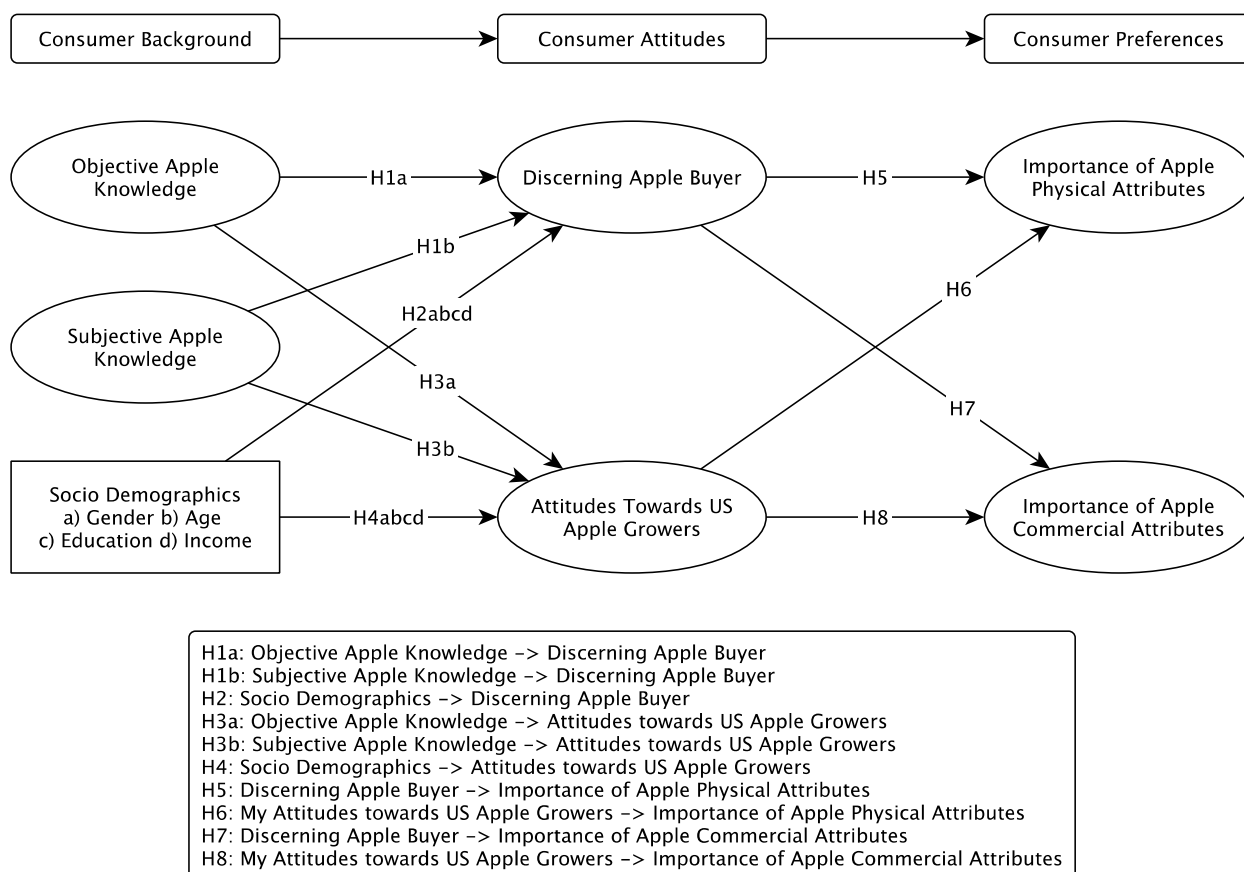 Consumer Background
Consumer Attitudes
Consumer Preferences
Objective Apple
Knowledge
H1a
Discerning Apple Buyer
H5
Importance of Apple
Physical Attributes
H1b
H6
H2abcd
Subjective Apple
Knowledge
H3a
H7
H3b
Socio Demographics
a) Gender b) Age
c) Education d) Income
H4abcd
Attitudes Towards US
Apple Growers
H8
Importance of Apple
Commercial Attributes
H1a: Objective Apple Knowledge –> Discerning Apple Buyer
H1b: Subjective Apple Knowledge –> Discerning Apple Buyer
H2: Socio Demographics –> Discerning Apple Buyer
H3a: Objective Apple Knowledge –> Attitudes towards US Apple Growers
H3b: Subjective Apple Knowledge –> Attitudes towards US Apple Growers
H4: Socio Demographics –> Attitudes towards US Apple Growers
H5: Discerning Apple Buyer –> Importance of Apple Physical Attributes
H6: My Attitudes towards US Apple Growers –> Importance of Apple Physical Attributes
H7: Discerning Apple Buyer –> Importance of Apple Commercial Attributes
H8: My Attitudes towards US Apple Growers –> Importance of Apple Commercial Attributes